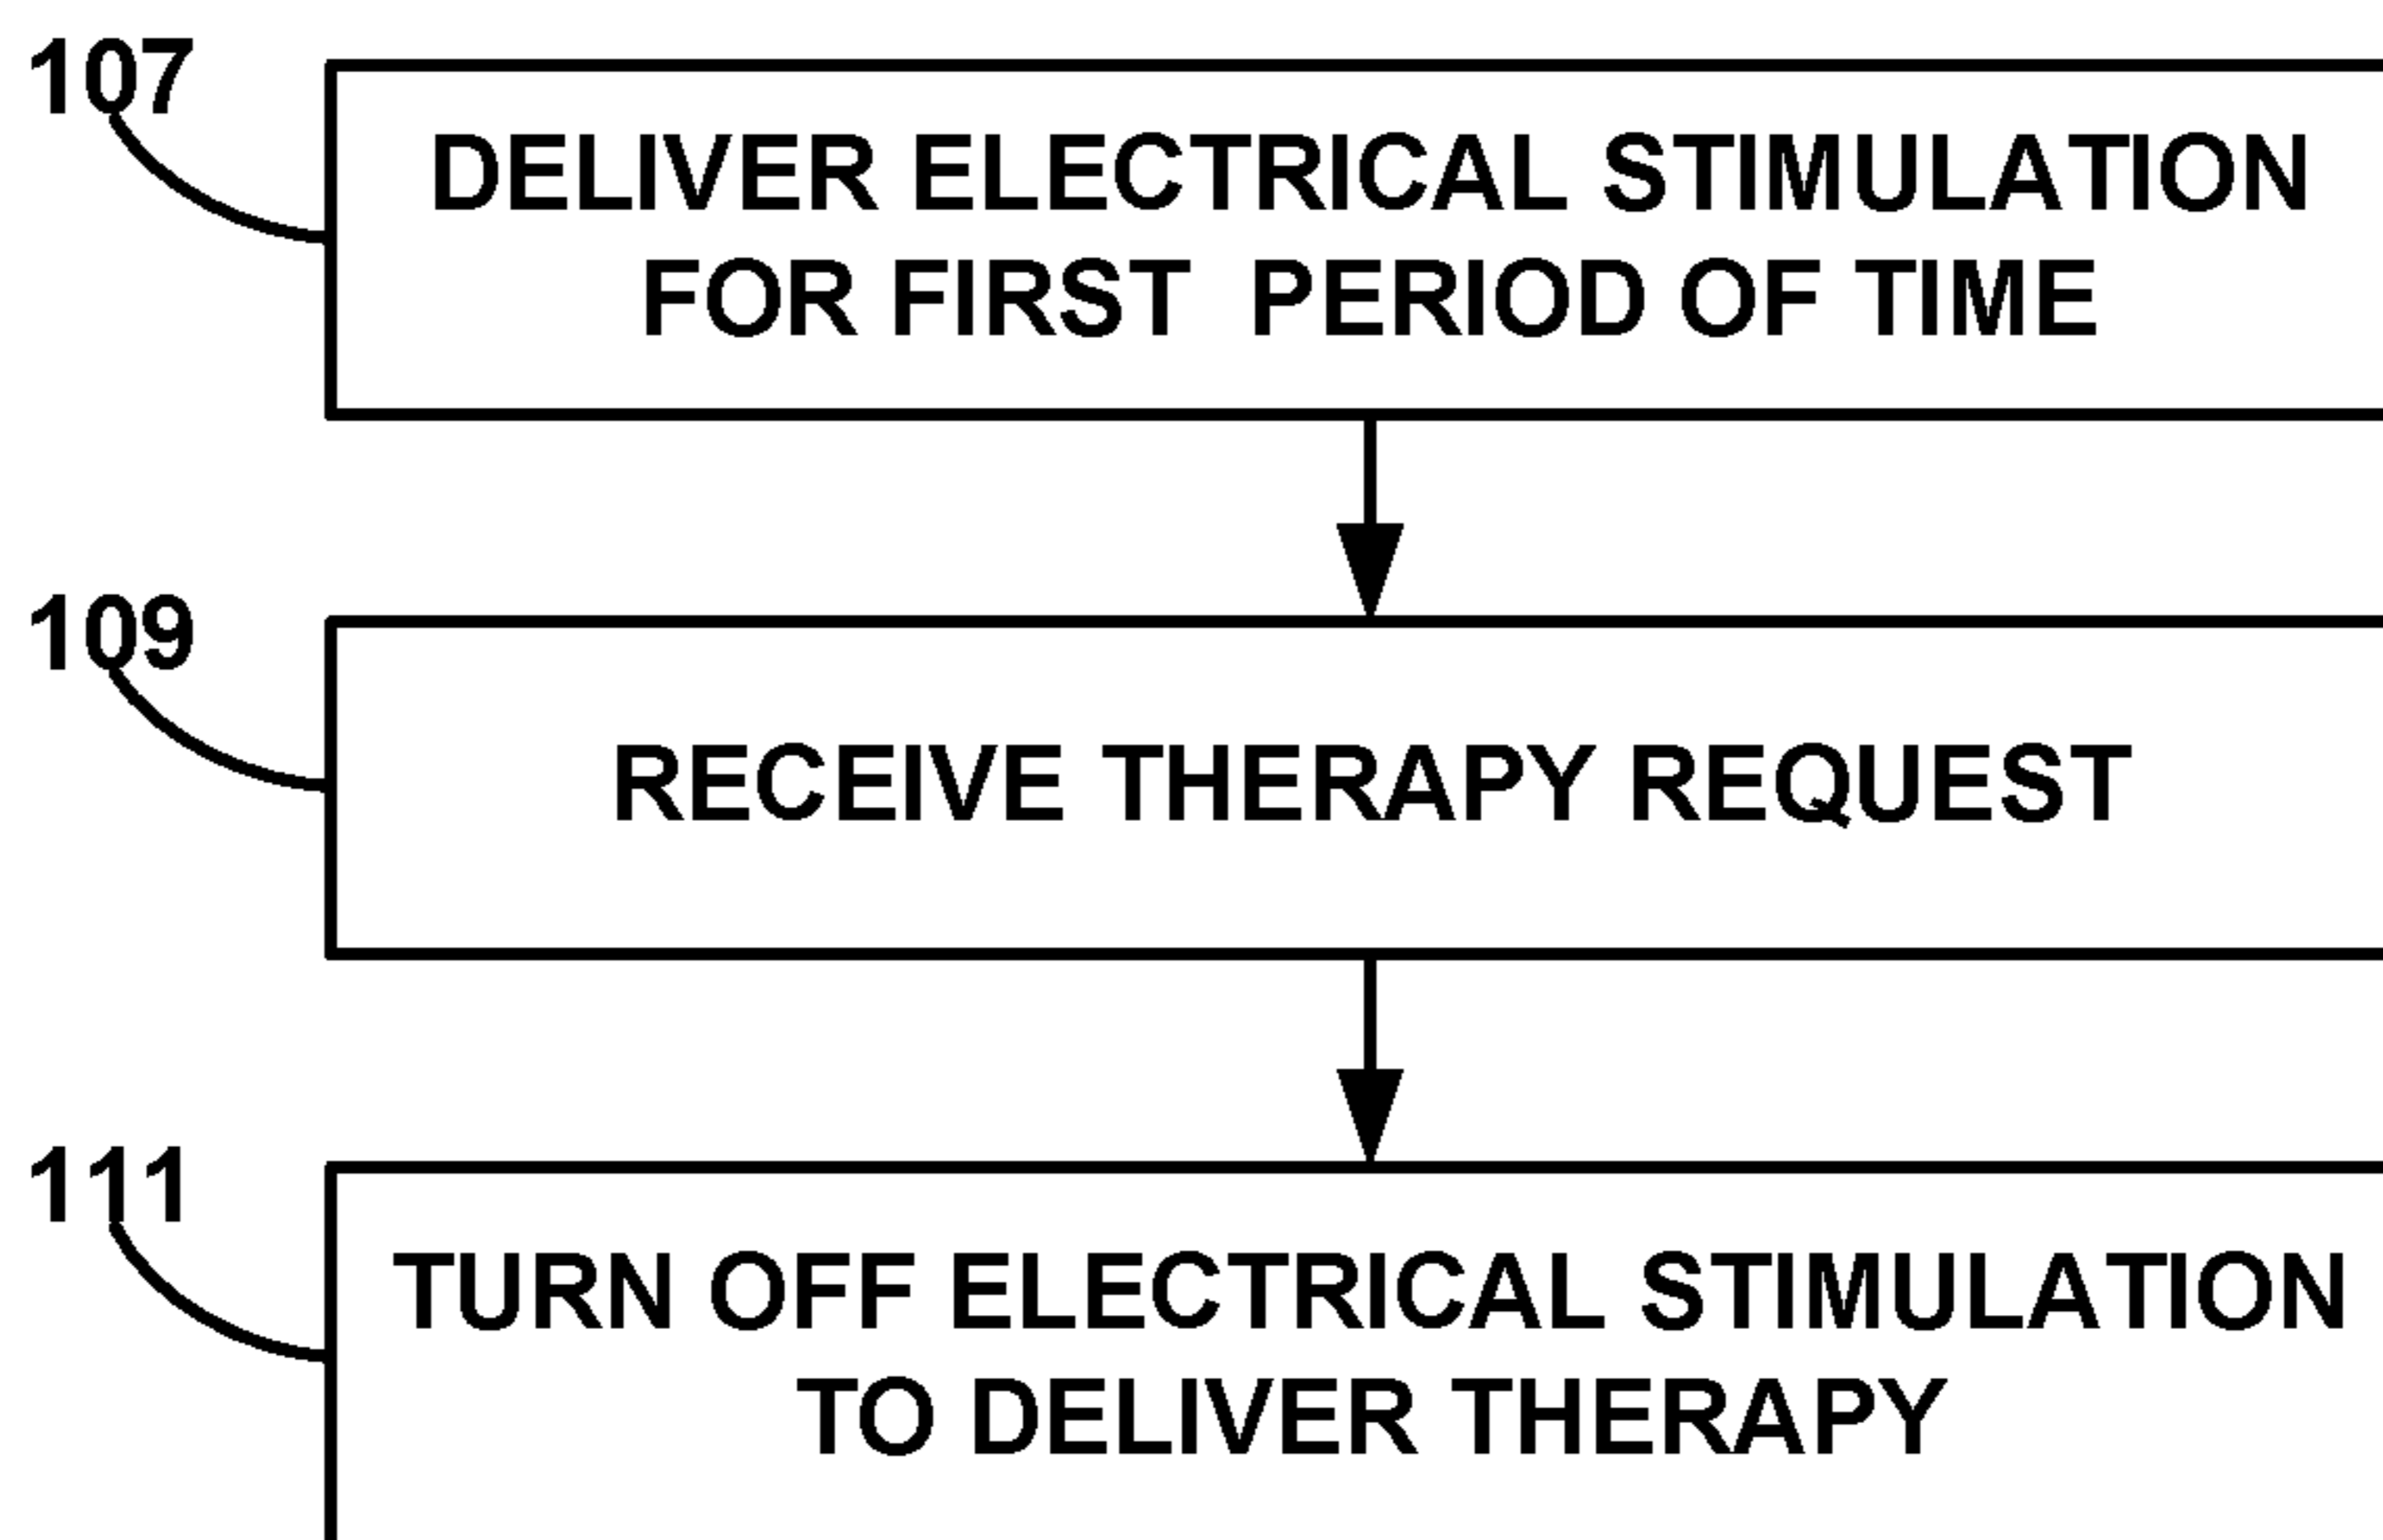 107
DELIVER ELECTRICAL STIMULATION
FOR FIRST PERIOD OF TIME
109
RECEIVE THERAPY REQUEST
111
TURN OFF ELECTRICAL STIMULATION
TO DELIVER THERAPY